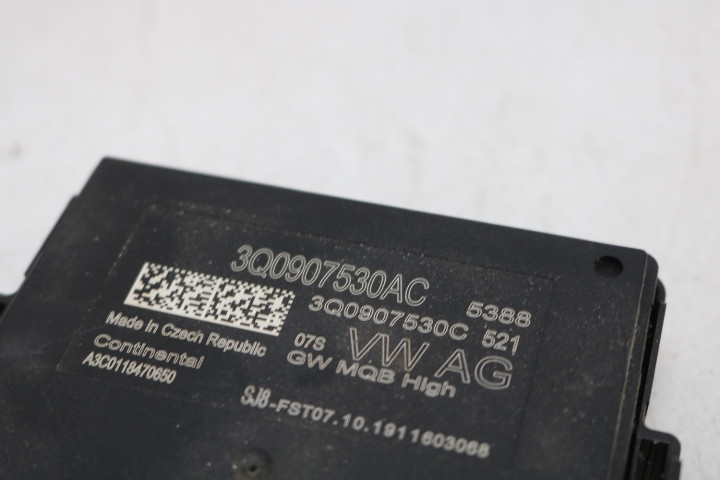 3Q0907530AC 5388
3Q0907530C 521
Made in Czech Republic 07S VW AG
Continental GW MQB High
A3C0118470650
SJ8-FST07.10.1911603068